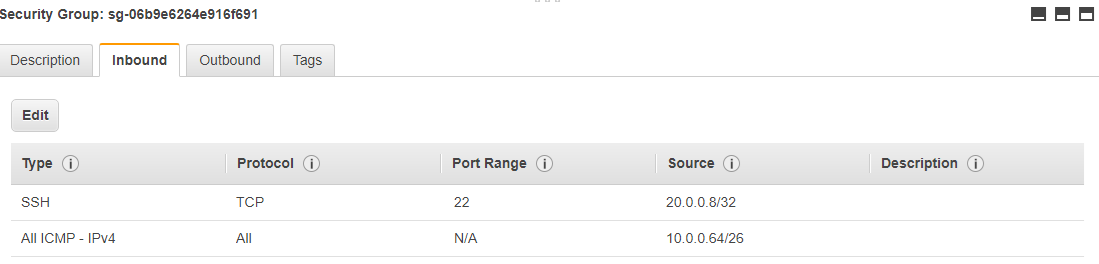 Security Group: sg-06b9e6264e916f691
Description Inbound Outbound Tags
Edit
Type Protocol Port Range Source Description
SSH TCP 22 20.0.0.8/32
All ICMP - IPv4 All N/A 10.0.0.64/26